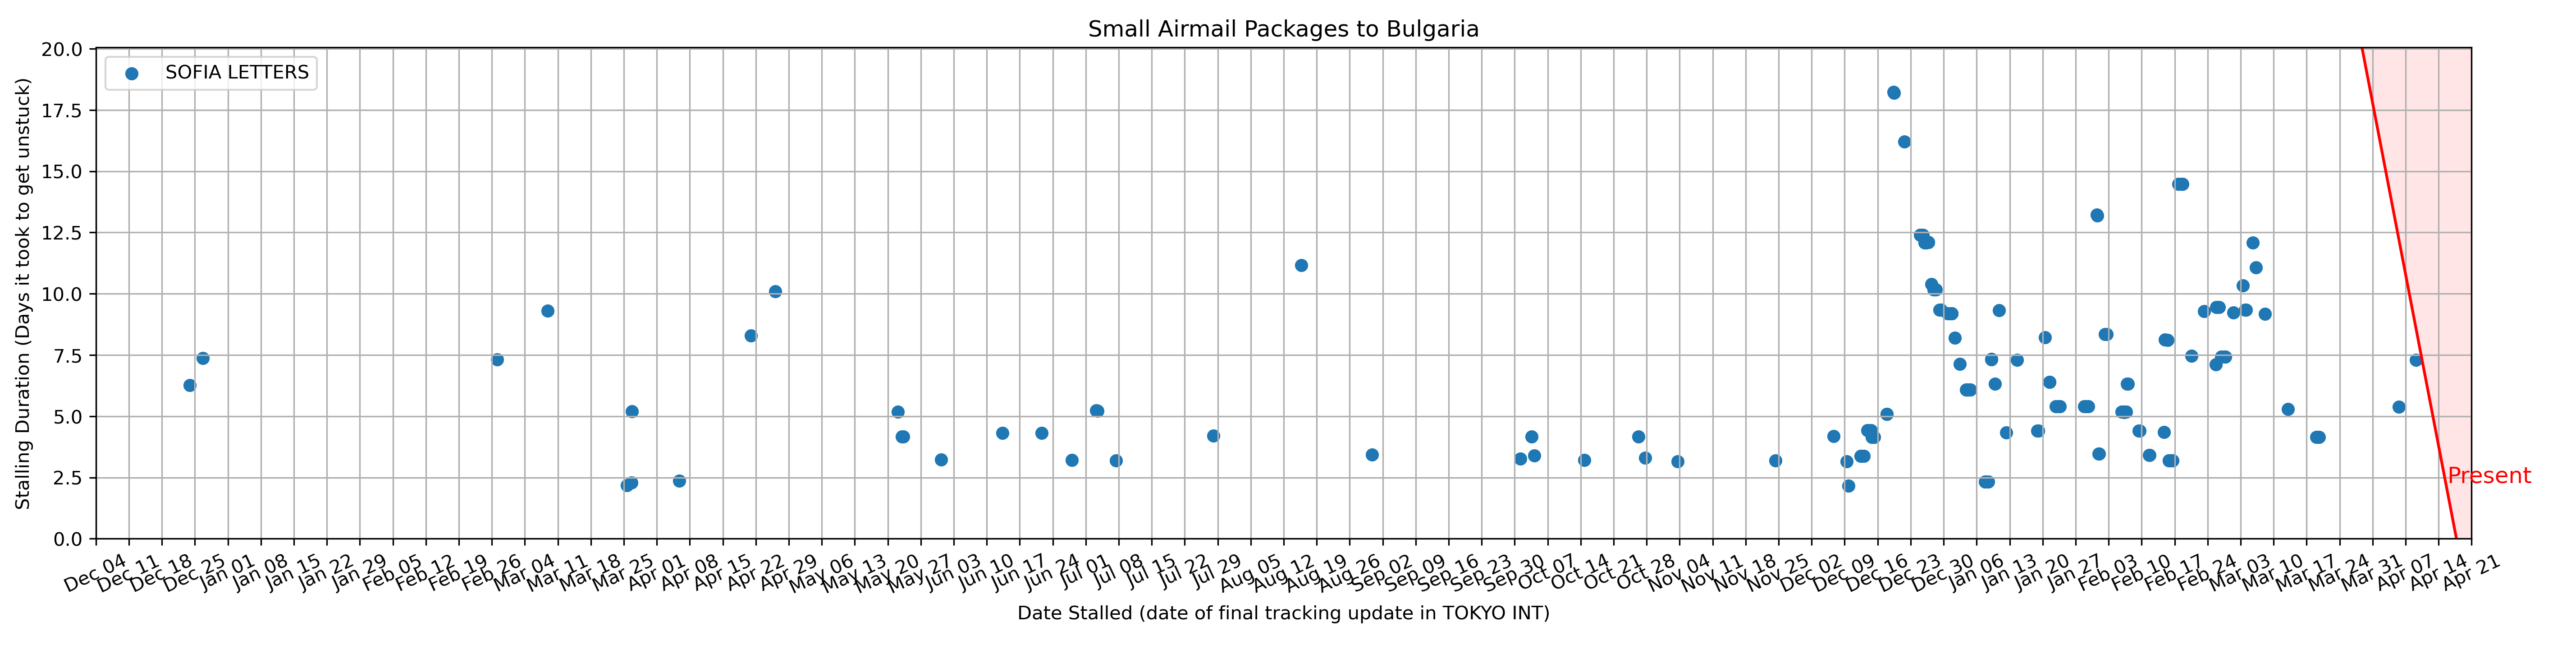 Small Airmail Packages to Bulgaria
SOFIA LETTERS
Stalling Duration (Days it took to get unstuck)
20.0
17.5
15.0
12.5
10.0
7.5
5.0
2.5
0.0
Present
Dec 04 Dec 11 Dec 18 Dec 25 Jan 01 Jan 08 Jan 15 Jan 22 Jan 29 Feb 05 Feb 12 Feb 19 Feb 26 Mar 04 Mar 11 Mar 18 Mar 25 Apr 01 Apr 08 Apr 15 Apr 22 Apr 29 May 06 May 13 May 20 May 27 Jun 03 Jun 10 Jun 17 Jun 24 Jul 01 Jul 08 Jul 15 Jul 22 Jul 29 Aug 05 Aug 12 Aug 19 Aug 26 Sep 02 Sep 09 Sep 16 Sep 23 Sep 30 Oct 07 Oct 14 Oct 21 Oct 28 Nov 04 Nov 11 Nov 18 Nov 25 Dec 02 Dec 09 Dec 16 Dec 23 Dec 30 Jan 06 Jan 13 Jan 20 Jan 27 Feb 03 Feb 10 Feb 17 Feb 24 Mar 03 Mar 10 Mar 17 Mar 24 Mar 31 Apr 07 Apr 14 Apr 21
Date Stalled (date of final tracking update in TOKYO INT)